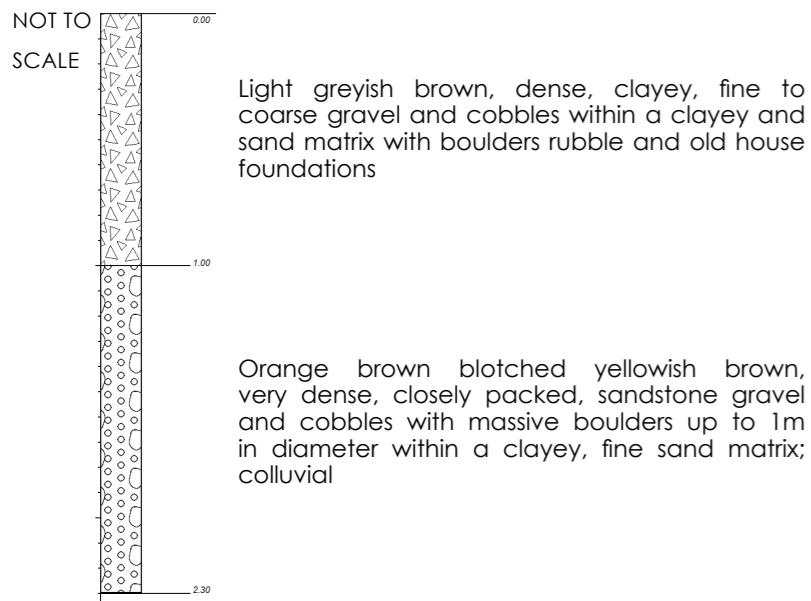 NOT TO
SCALE
0.00
Light greyish brown, dense, clayey, fine to
coarse gravel and cobbles within a clayey and
sand matrix with boulders rubble and old house
foundations
1.00
Orange brown blotched yellowish brown,
very dense, closely packed, sandstone gravel
and cobbles with massive boulders up to 1m
in diameter within a clayey, fine sand matrix;
colluvial
2.30